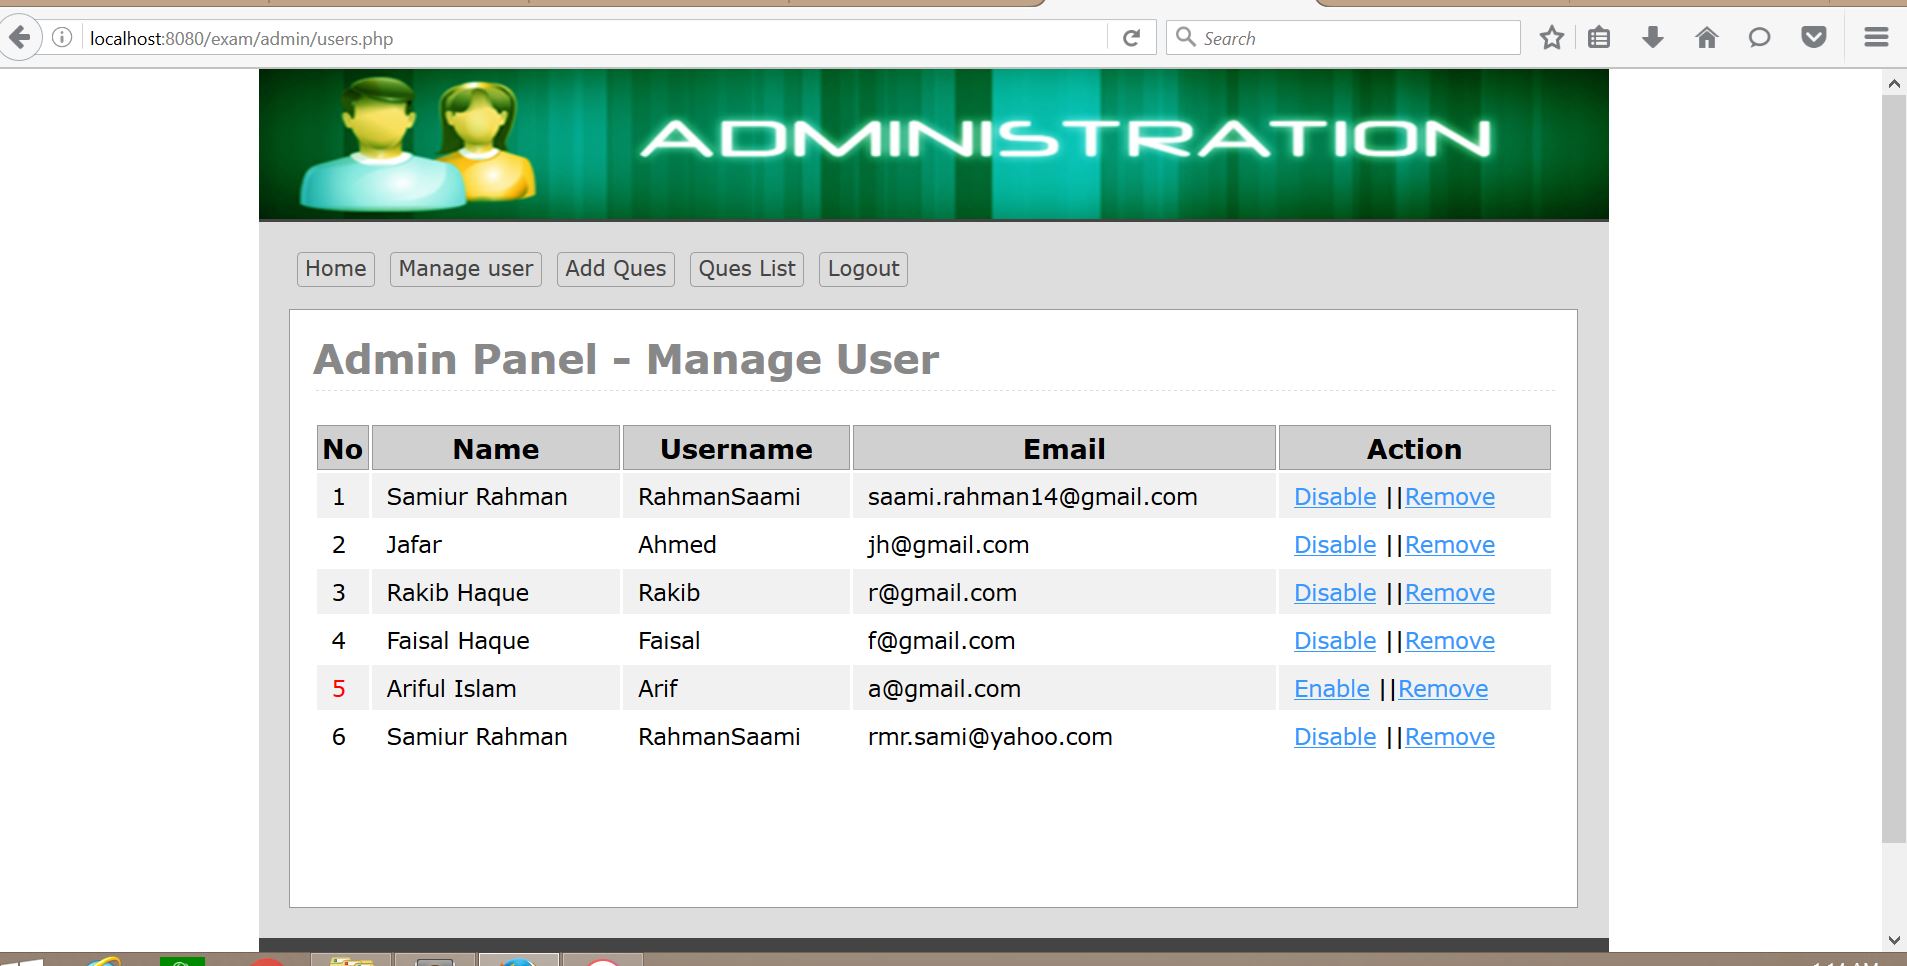 localhost:8080/exam/admin/users.php
Search
ADMINISTRATION
Home Manage user Add Ques Ques List Logout
Admin Panel - Manage User
No Name Username Email Action
1 Samiur Rahman RahmanSaami saami.rahman14@gmail.com Disable ||Remove
2 Jafar Ahmed jh@gmail.com Disable ||Remove
3 Rakib Haque Rakib r@gmail.com Disable ||Remove
4 Faisal Haque Faisal f@gmail.com Disable ||Remove
5 Ariful Islam Arif a@gmail.com Enable ||Remove
6 Samiur Rahman RahmanSaami rmr.sami@yahoo.com Disable ||Remove